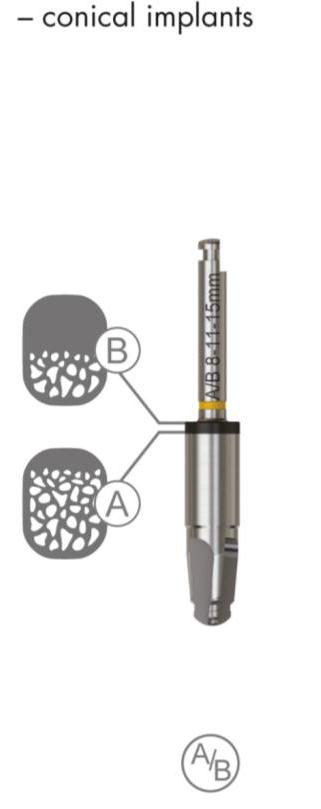 – conical implants
A/B 8-11-15mm
B
A
A/B